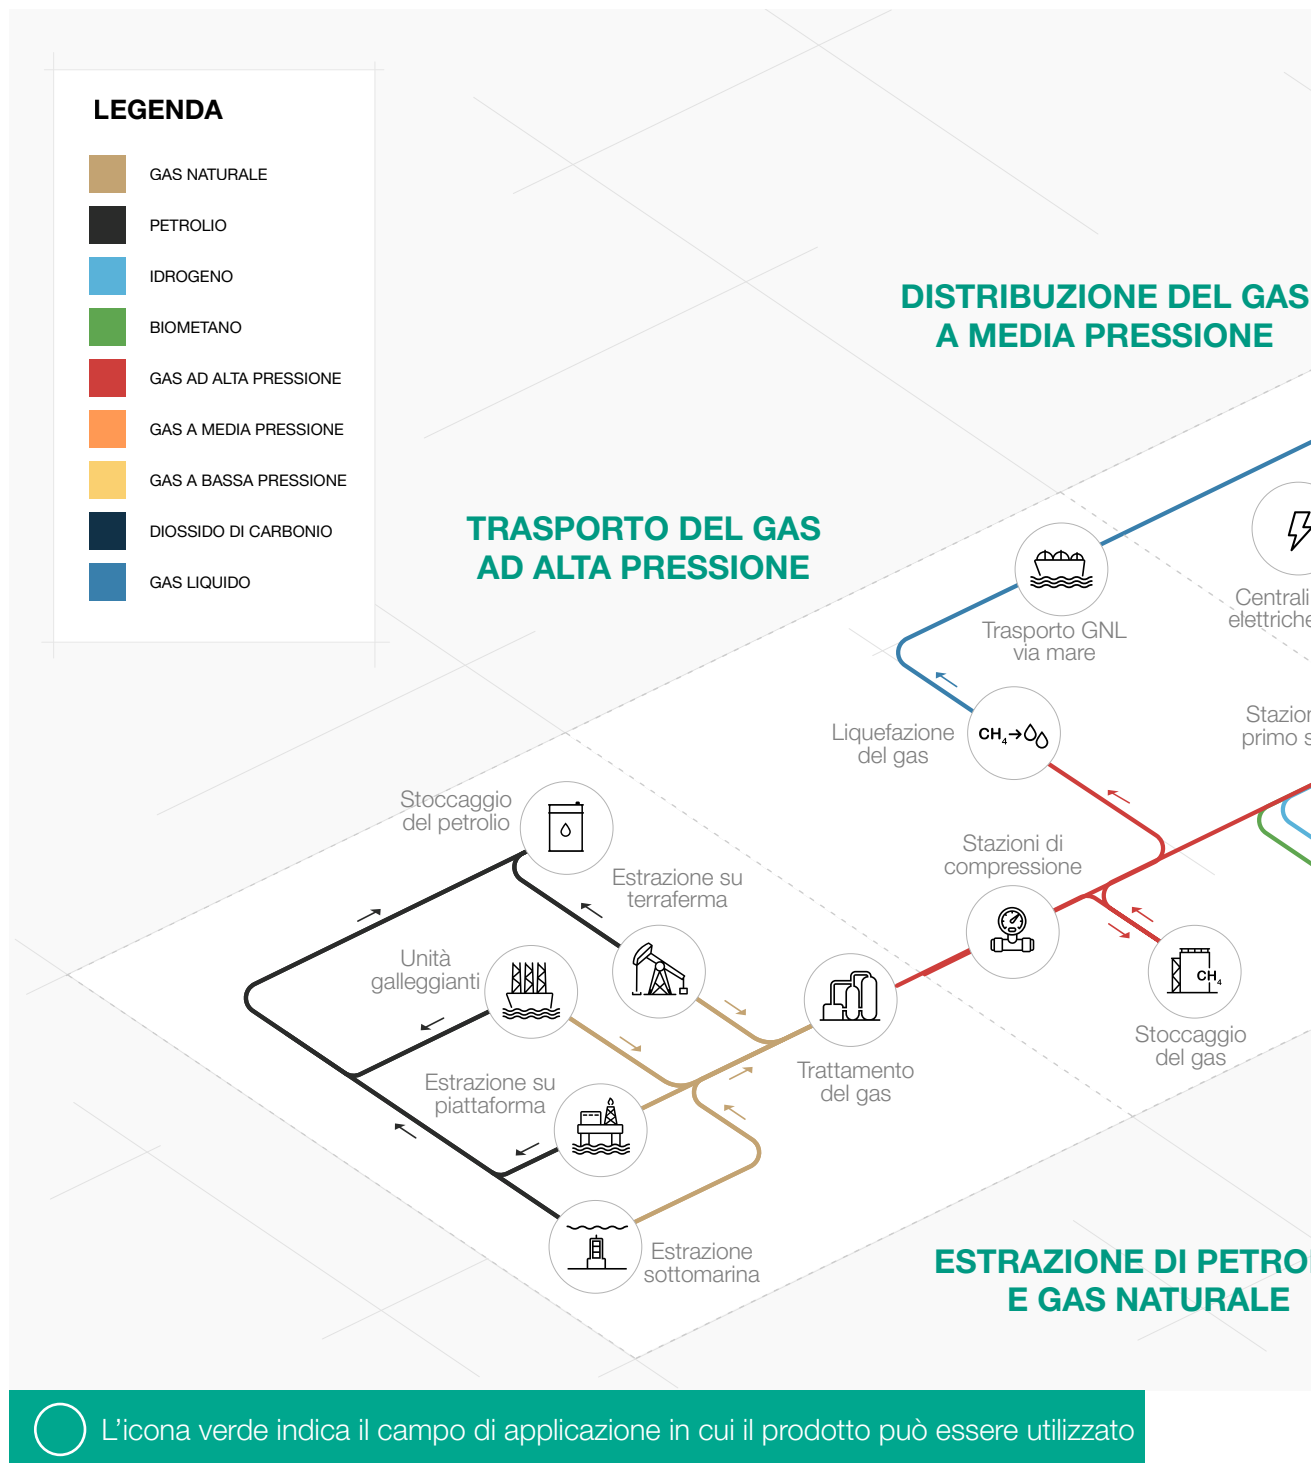 LEGENDA
GAS NATURALE
PETROLIO
IDROGENO
BIOMETANO
GAS AD ALTA PRESSIONE
GAS A MEDIA PRESSIONE
GAS A BASSA PRESSIONE
DIOSSIDO DI CARBONIO
GAS LIQUIDO
DISTRIBUZIONE DEL GAS
A MEDIA PRESSIONE
TRASPORTO DEL GAS
AD ALTA PRESSIONE
Trasporto GNL
via mare
Centrali
elettriche
Liquefazione
del gas
CH₄→
primo
Stoccaggio
del petrolio
Stazioni di
compressione
Estrazione su
terraferma
Unità
galleggianti
CH₄
Stoccaggio
del gas
Trattamento
del gas
Estrazione su
piattaforma
Estrazione
sottomarina
ESTRAZIONE DI
E GAS NATURALE
L'icona verde indica il campo di applicazione in cui il prodotto può essere utilizzato